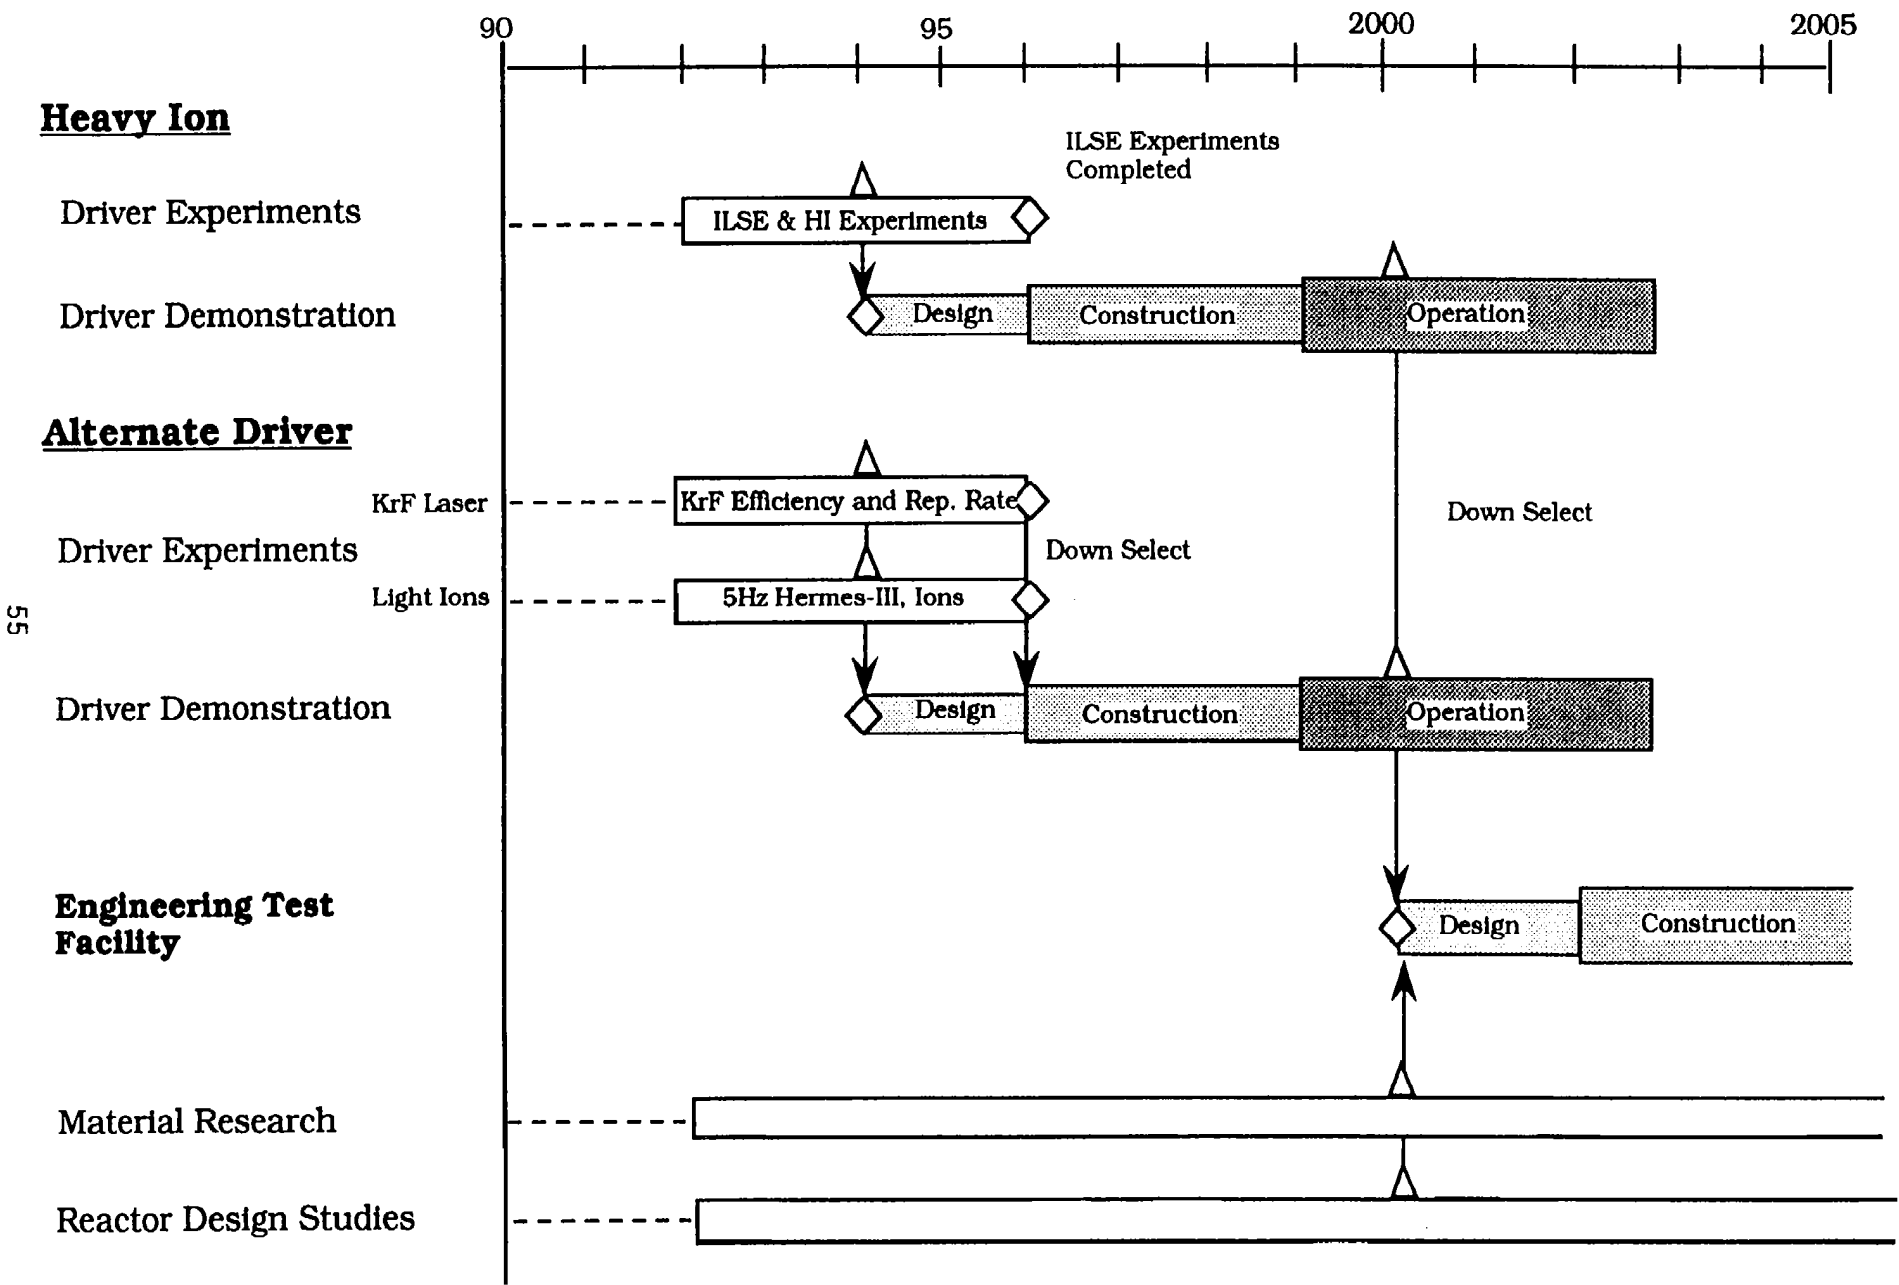 90 95 2000 2005
Heavy Ion
ILSE Experiments
Completed
Driver Experiments
ILSE & HI Experiments
Driver Demonstration
Design
Construction
Operation
Alternate Driver
KrF Laser
KrF Efficiency and Rep. Rate
Down Select
Driver Experiments
Down Select
Light Ions
5Hz Hermes-III, Ions
55
Driver Demonstration
Design
Construction
Operation
Engineering Test
Facility
Design
Construction
Material Research
Reactor Design Studies